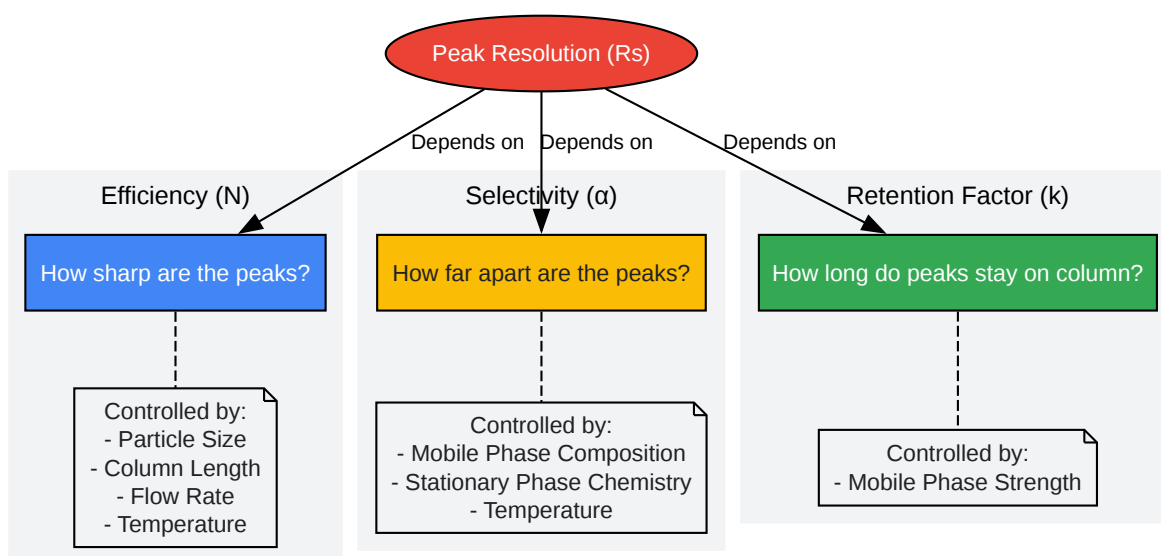 Peak Resolution (Rs)
Depends on
Depends on
Depends on
Efficiency (N)
How sharp are the peaks?
Controlled by:
- Particle Size
- Column Length
- Flow Rate
- Temperature
Selectivity (α)
How far apart are the peaks?
Controlled by:
- Mobile Phase Composition
- Stationary Phase Chemistry
- Temperature
Retention Factor (k)
How long do peaks stay on column?
Controlled by:
- Mobile Phase Strength